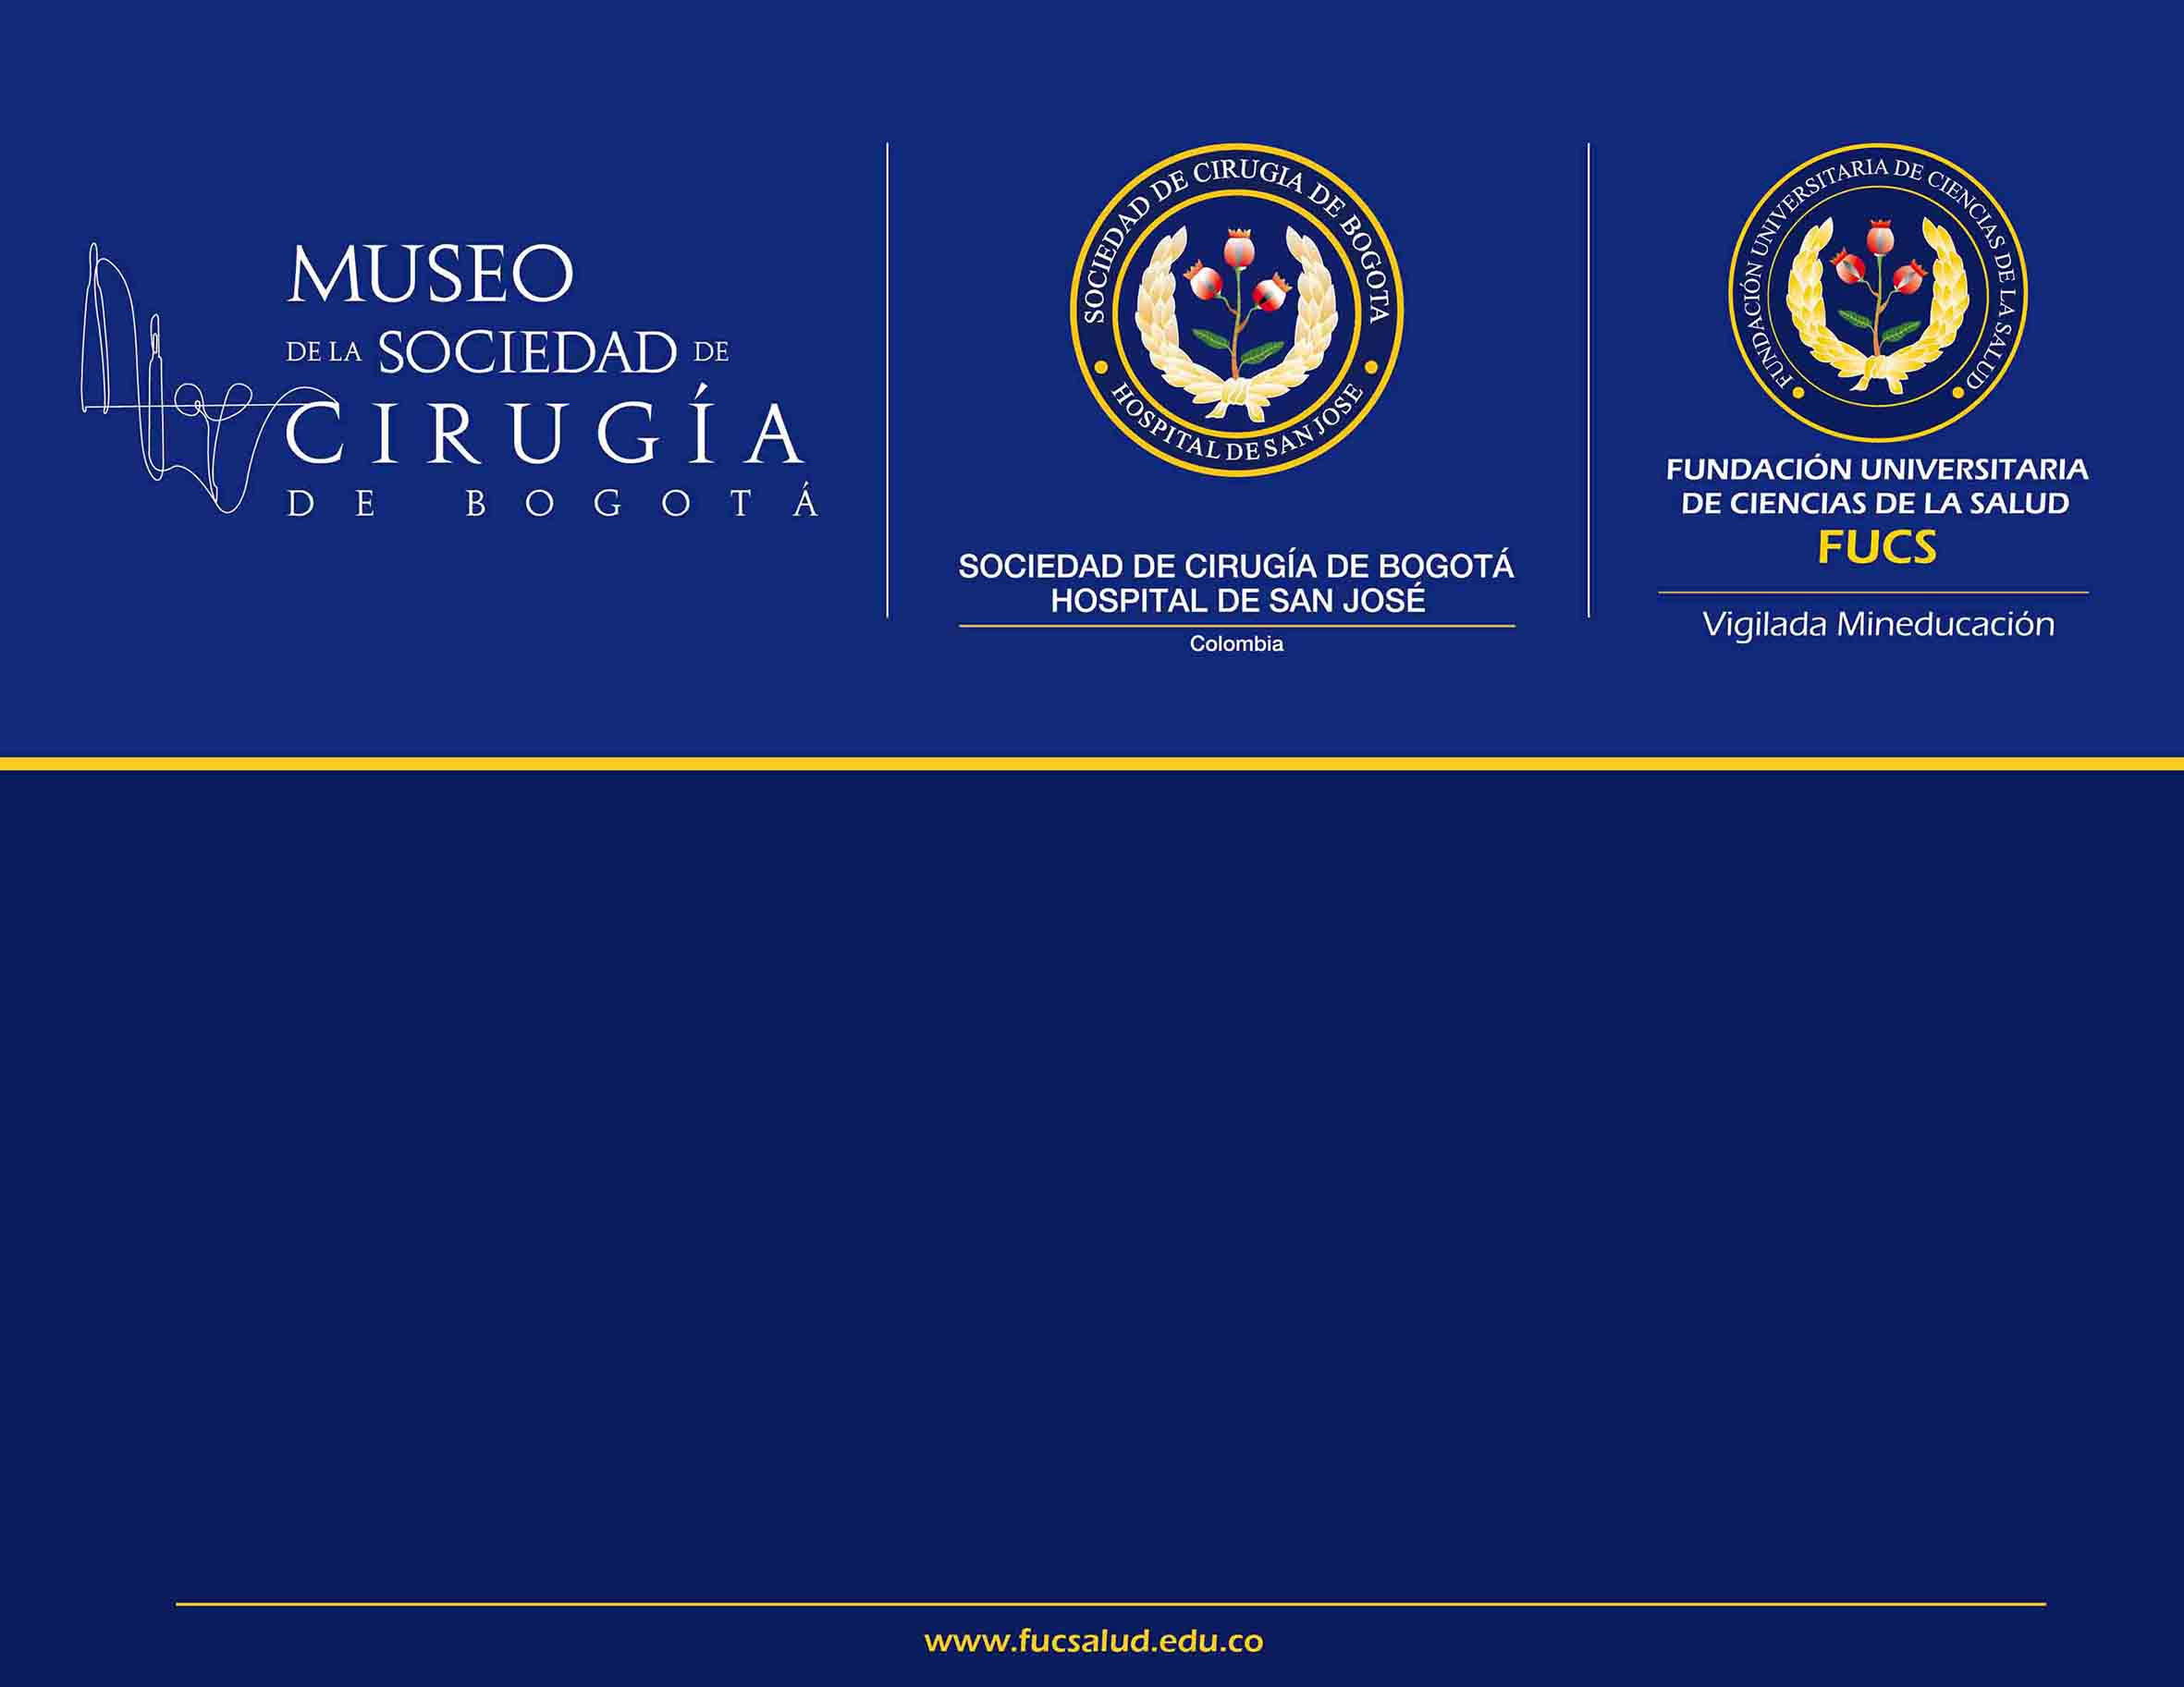 MUSEO
DE LA SOCIEDAD DE
CIRUGÍA
DE BOGOTÁ
SOCIEDAD DE CIRUGIA DE BOGOTA
HOSPITAL DE SAN JOSE
SOCIEDAD DE CIRUGÍA DE BOGOTÁ
HOSPITAL DE SAN JOSÉ
Colombia
FUNDACIÓN UNIVERSITARIA DE CIENCIAS DE LA SALUD
FUNDACIÓN UNIVERSITARIA
DE CIENCIAS DE LA SALUD
FUCS
Vigilada Mineducación
www.fucsalud.edu.co